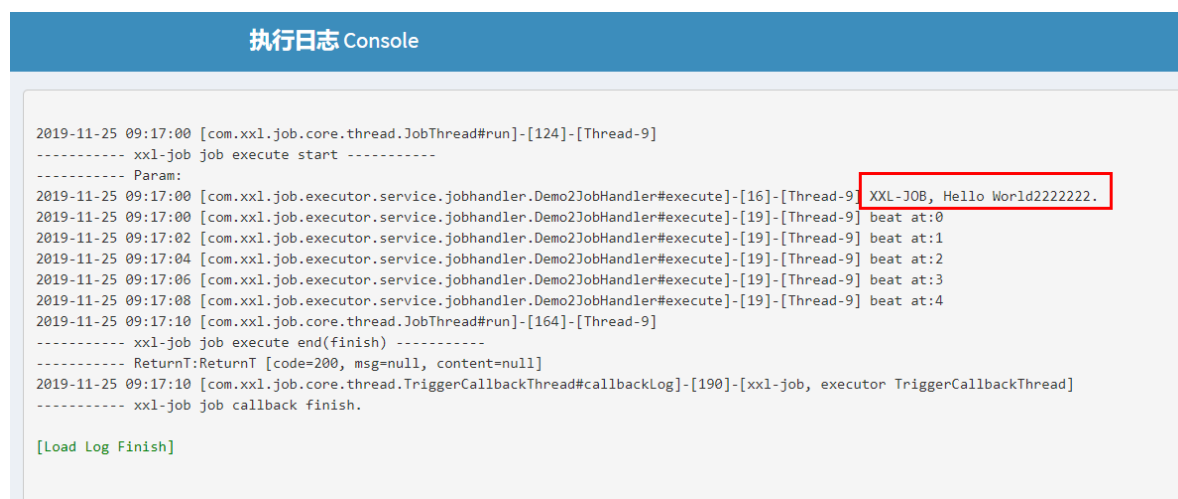 执行日志 Console
2019-11-25 09:17:00 [com.xxl.job.core.thread.JobThread#run]-[124]-[Thread-9]
----------- xxl-job job execute start -----------
----------- Param:
2019-11-25 09:17:00 [com.xxl.job.executor.service.jobhandler.Demo2JobHandler#execute]-[16]-[Thread-9] XXL-JOB, Hello World2222222.
2019-11-25 09:17:00 [com.xxl.job.executor.service.jobhandler.Demo2JobHandler#execute]-[19]-[Thread-9] beat at:0
2019-11-25 09:17:02 [com.xxl.job.executor.service.jobhandler.Demo2JobHandler#execute]-[19]-[Thread-9] beat at:1
2019-11-25 09:17:04 [com.xxl.job.executor.service.jobhandler.Demo2JobHandler#execute]-[19]-[Thread-9] beat at:2
2019-11-25 09:17:06 [com.xxl.job.executor.service.jobhandler.Demo2JobHandler#execute]-[19]-[Thread-9] beat at:3
2019-11-25 09:17:08 [com.xxl.job.executor.service.jobhandler.Demo2JobHandler#execute]-[19]-[Thread-9] beat at:4
2019-11-25 09:17:10 [com.xxl.job.core.thread.JobThread#run]-[164]-[Thread-9]
----------- xxl-job job execute end(finish) -----------
----------- ReturnT:ReturnT [code=200, msg=null, content=null]
2019-11-25 09:17:10 [com.xxl.job.core.thread.TriggerCallbackThread#callbackLog]-[190]-[xxl-job, executor TriggerCallbackThread]
----------- xxl-job job callback finish.
[Load Log Finish]